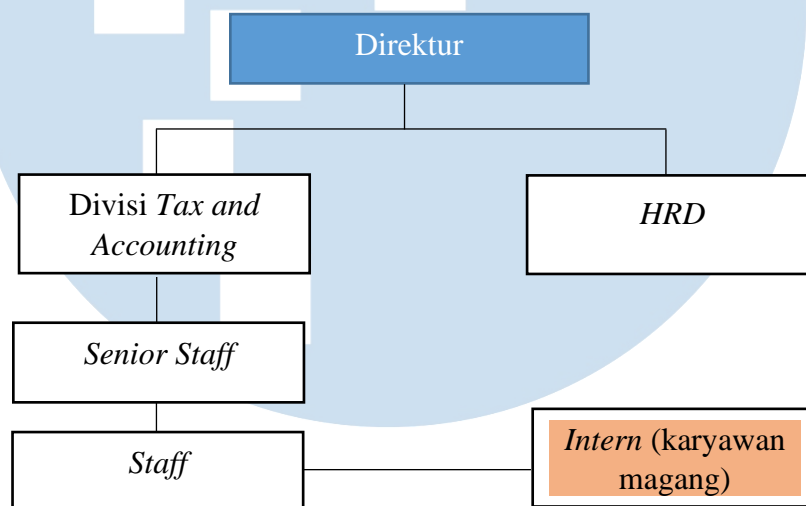 Direktur
Divisi Tax and
Accounting
HRD
Senior Staff
Staff
Intern (karyawan
magang)